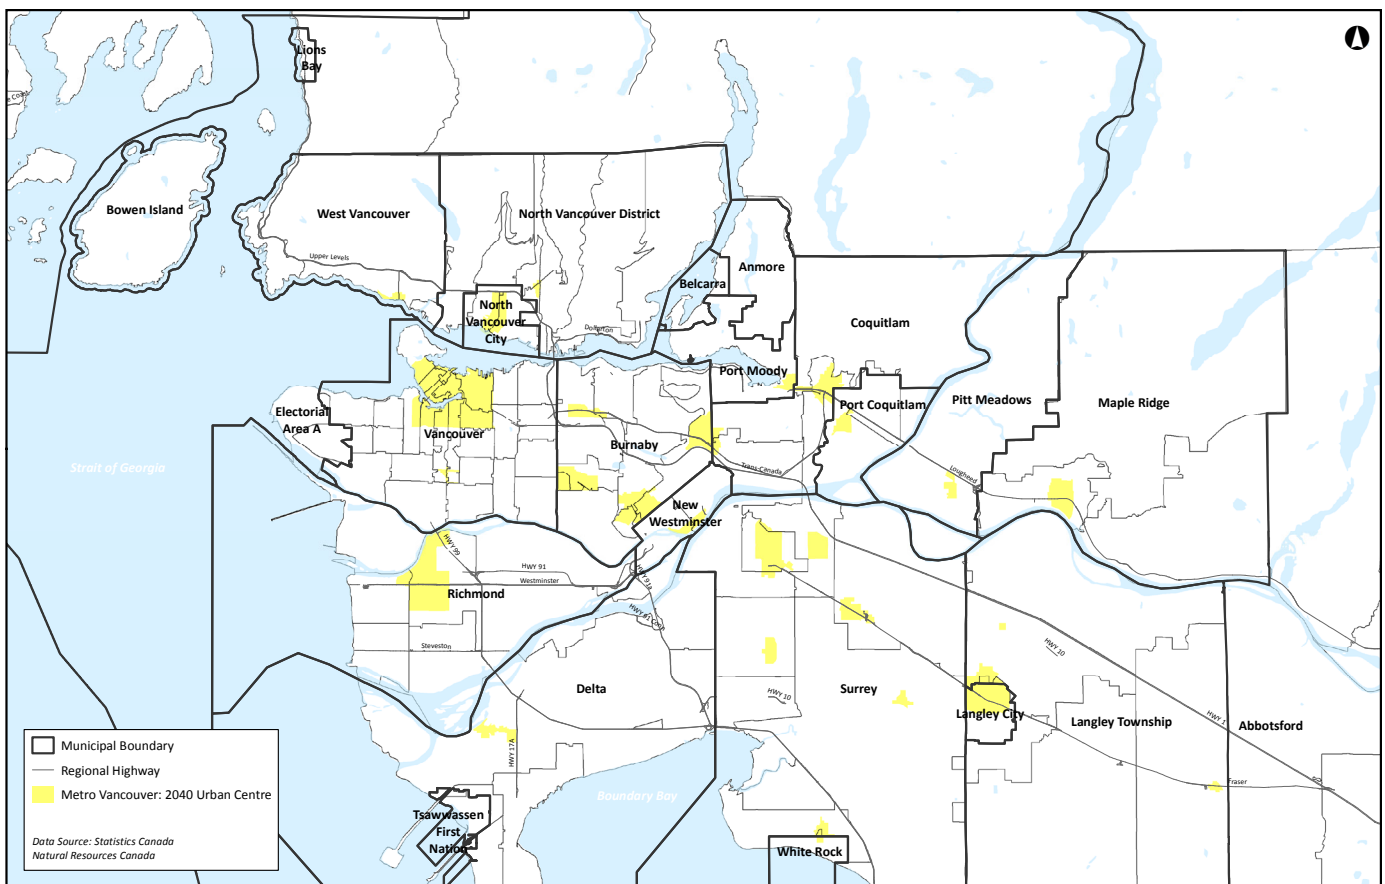 Lions
Bay
Bowen Island
West Vancouver
North Vancouver District
Upper Levels
Anmore
Belcarra
North
Vancouver
City
Dollarton
Coquitlam
Port Moody
Pitt Meadows
Maple Ridge
Port Coquitlam
Electorial
Area A
Vancouver
Burnaby
Strait of Georgia
Trans-Canada
Lougheed
New
Westminster
HWY 99
HWY 91
Westminster
HWY 91A
Richmond
HWY 91 Conn
Steveston
HWY 10
Delta
HWY 10
Surrey
Langley City
Langley Township
HWY 1
Abbotsford
HWY 17A
Fraser
Boundary Bay
Tsawwassen
First
Nation
White Rock
Municipal Boundary
Regional Highway
Metro Vancouver: 2040 Urban Centre
Data Source: Statistics Canada
Natural Resources Canada